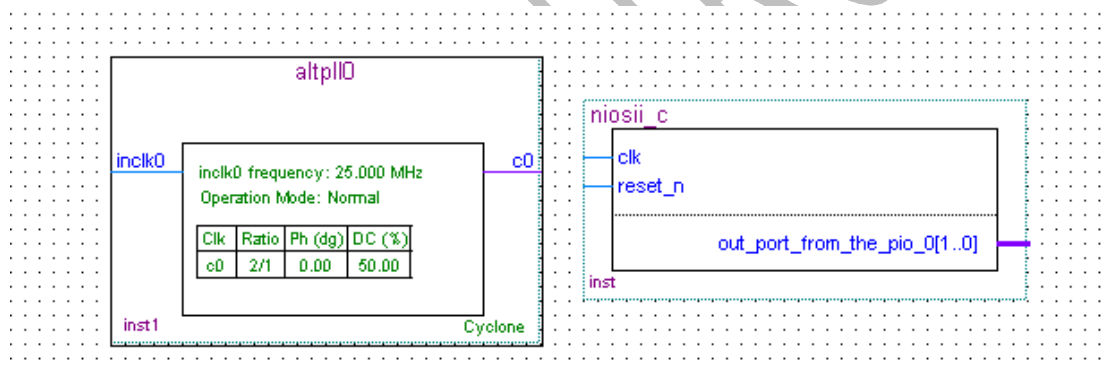 altpll0
inclk0
c0
inclk0 frequency: 25.000 MHz
Operation Mode: Normal
Clk Ratio Ph (dg) DC (%)
c0 2/1 0.00 50.00
inst1
Cyclone
niosii_c
clk
reset_n
out_port_from_the_pio_0[1..0]
inst